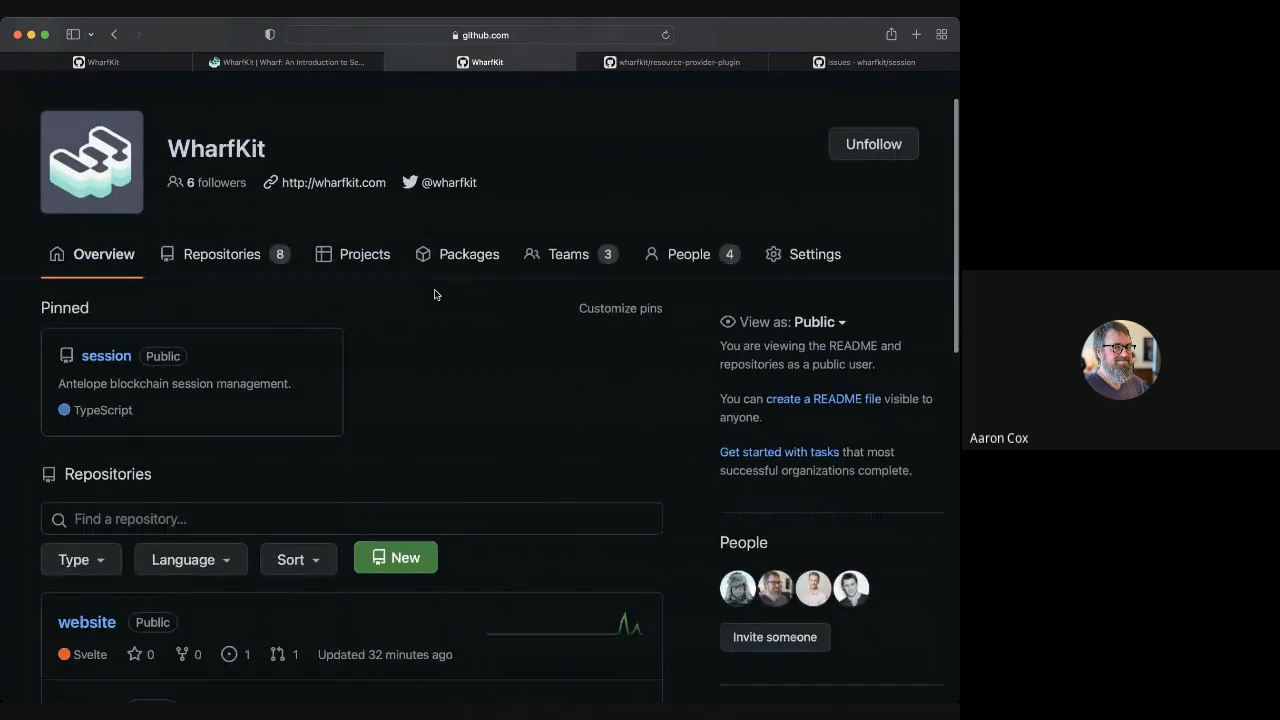 github.com
WharfKit
WharfKit | Wharf: An Introduction to Se...
WharfKit
wharfkit/resource-provider-plugin
Issues · wharfkit/session
WharfKit
Unfollow
6 followers
http://wharfkit.com
@wharfkit
Overview
Repositories 8
Projects
Packages
Teams 3
People 4
Settings
Pinned
Customize pins
session Public
Antelope blockchain session management.
TypeScript
View as: Public
You are viewing the README and
repositories as a public user.
You can create a README file visible to
anyone.
Get started with tasks that most
successful organizations complete.
Repositories
Find a repository...
Type
Language
Sort
New
People
Invite someone
website Public
Svelte 0 0 1 1 Updated 32 minutes ago
Aaron Cox